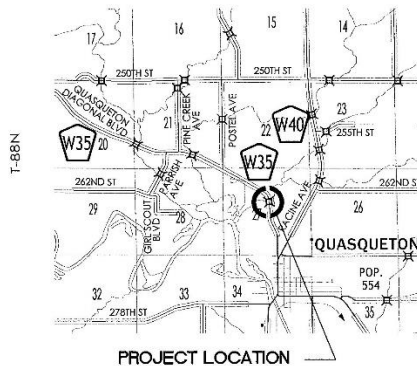 16
15
14
17
250TH ST
250TH ST
QUASQUETON
DIAGONAL BLVD
21
PINE CREEK
AVE
POSTEL AVE
22
W40
23
255TH ST
T-88N
W35
20
W35
PARRISH
AVE
262ND ST
262ND ST
RACINE AVE
26
29
GIRL SCOUT
BLVD
28
27
QUASQUETON
POP.
554
32
33
34
35
278TH ST
PROJECT LOCATION